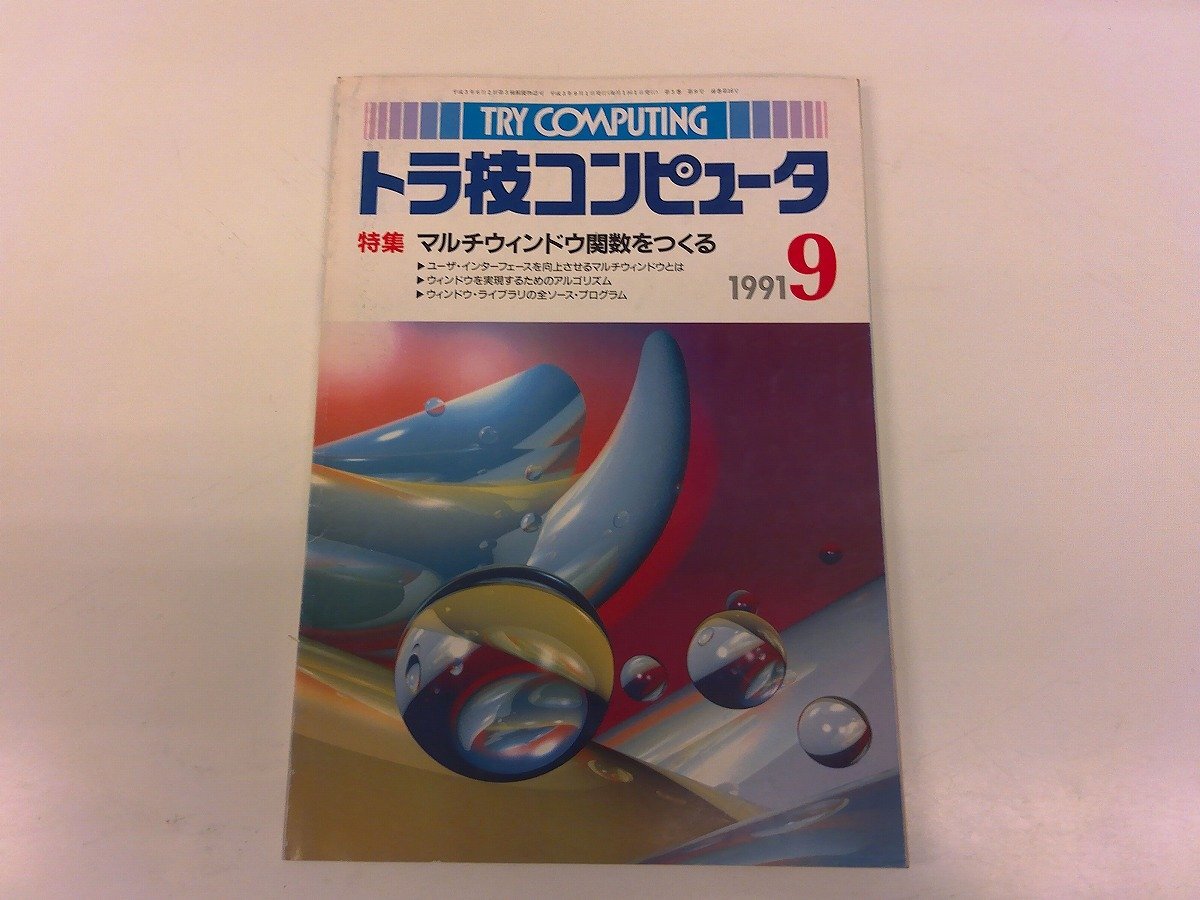 TRY COMPUTING
トラ技コンピュータ
特集 マルチウィンドウ関数をつくる
▶ユーザ・インターフェースを向上させるマルチウィンドウとは
▶ウィンドウを実現するためのアルゴリズム
▶ウィンドウ・ライブラリの全ソース・プログラム
1991 9